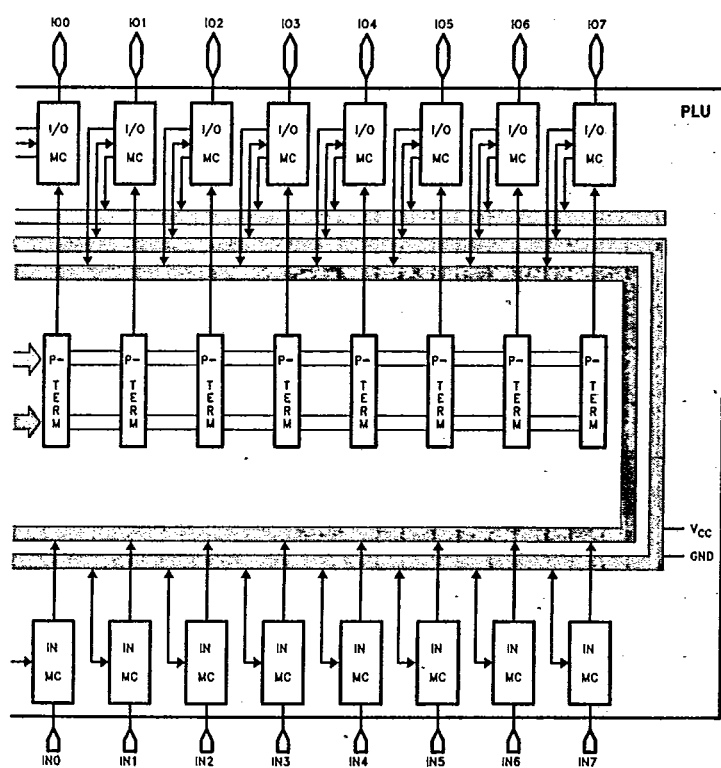 IO0 IO1 IO2 IO3 IO4 IO5 IO6 IO7
PLU
I/O I/O I/O I/O I/O I/O I/O I/O
MC MC MC MC MC MC MC MC
P- P- P- P- P- P- P- P-
TERM TERM TERM TERM TERM TERM TERM TERM
VCC
GND
IN IN IN IN IN IN IN IN
MC MC MC MC MC MC MC MC
IN0 IN1 IN2 IN3 IN4 IN5 IN6 IN7